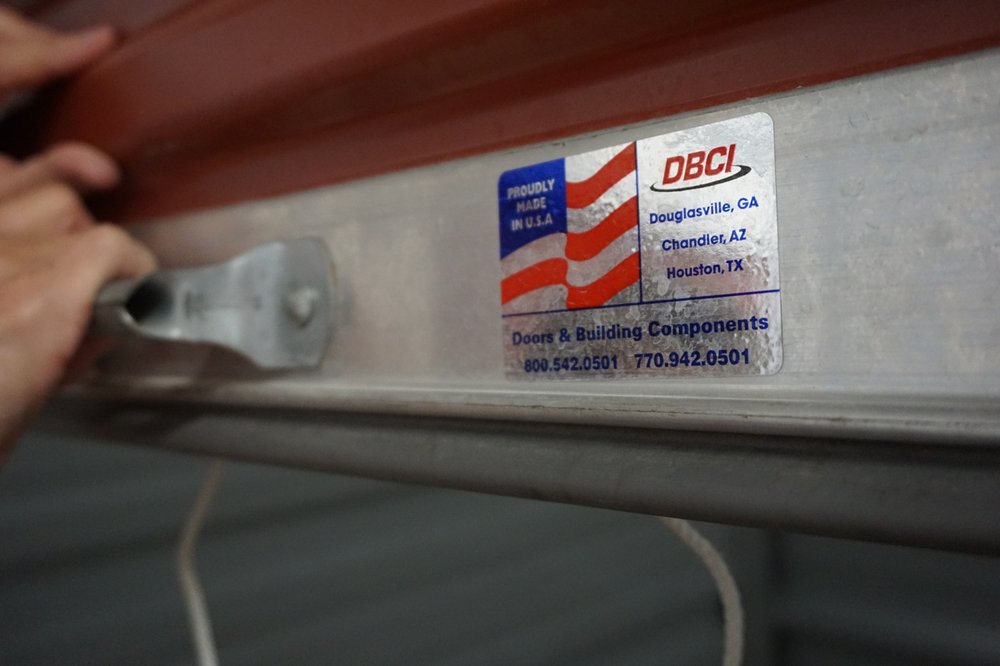 PROUDLY
MADE
IN U.S.A
DBCI
Douglasville, GA
Chandler, AZ
Houston, TX
Doors & Building Components
800.542.0501 770.942.0501